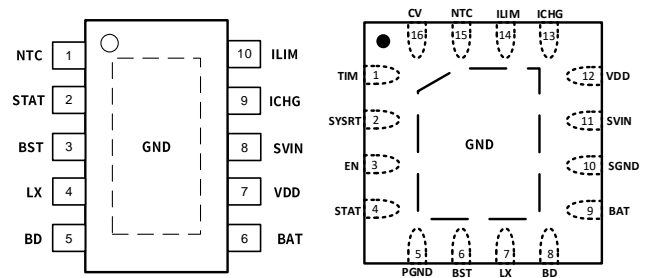 NTC 1 10 ILIM
STAT 2 9 ICHG
BST 3 GND 8 SVIN
LX 4 7 VDD
BD 5 6 BAT
CV NTC ILIM ICHG
16 15 14 13
TIM 1 12 VDD
SYSRT 2 11 SVIN
GND
EN 3 10 SGND
STAT 4 9 BAT
5 6 7 8
PGND BST LX BD